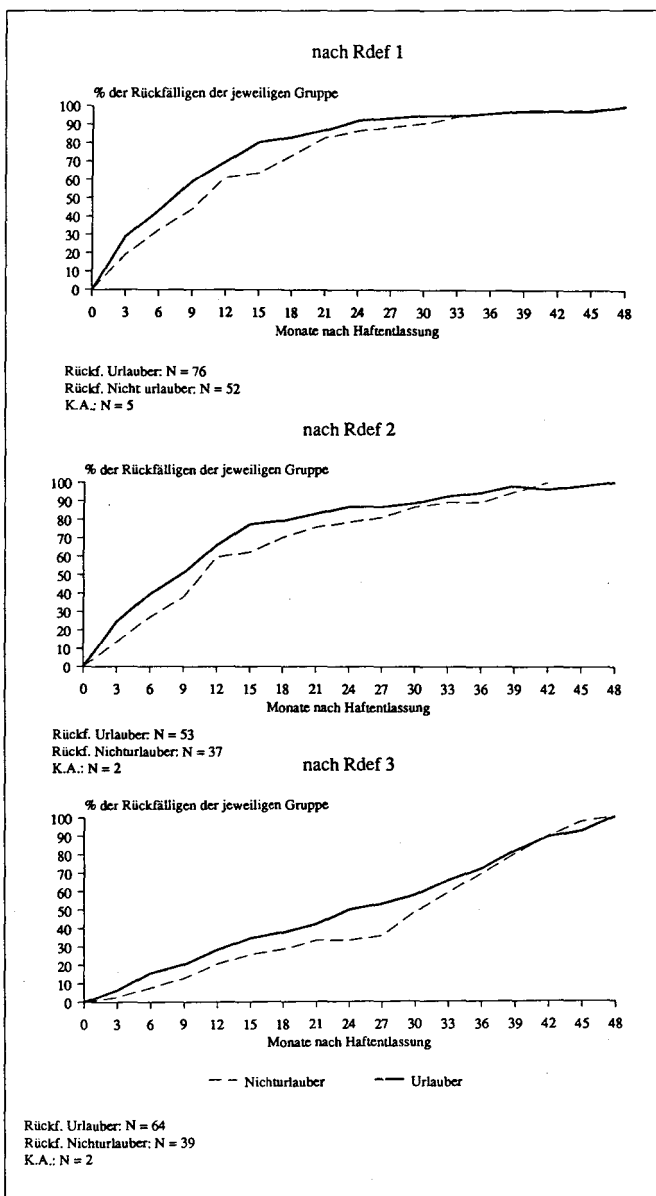 nach Rdef 1
% der Rückfälligen der jeweiligen Gruppe
100
90
80
70
60
50
40
30
20
10
0
0 3 6 9 12 15 18 21 24 27 30 33 36 39 42 45 48
Monate nach Haftentlassung
Rückf. Urlauber: N = 76
Rückf. Nicht urlauber: N = 52
K.A.: N = 5
nach Rdef 2
% der Rückfälligen der jeweiligen Gruppe
100
90
80
70
60
50
40
30
20
10
0
0 3 6 9 12 15 18 21 24 27 30 33 36 39 42 45 48
Monate nach Haftentlassung
Rückf. Urlauber: N = 53
Rückf. Nichturlauber: N = 37
K.A.: N = 2
nach Rdef 3
% der Rückfälligen der jeweiligen Gruppe
100
90
80
70
60
50
40
30
20
10
0
0 3 6 9 12 15 18 21 24 27 30 33 36 39 42 45 48
Monate nach Haftentlassung
Nichturlauber Urlauber
Rückf. Urlauber: N = 64
Rückf. Nichturlauber: N = 39
K.A.: N = 2